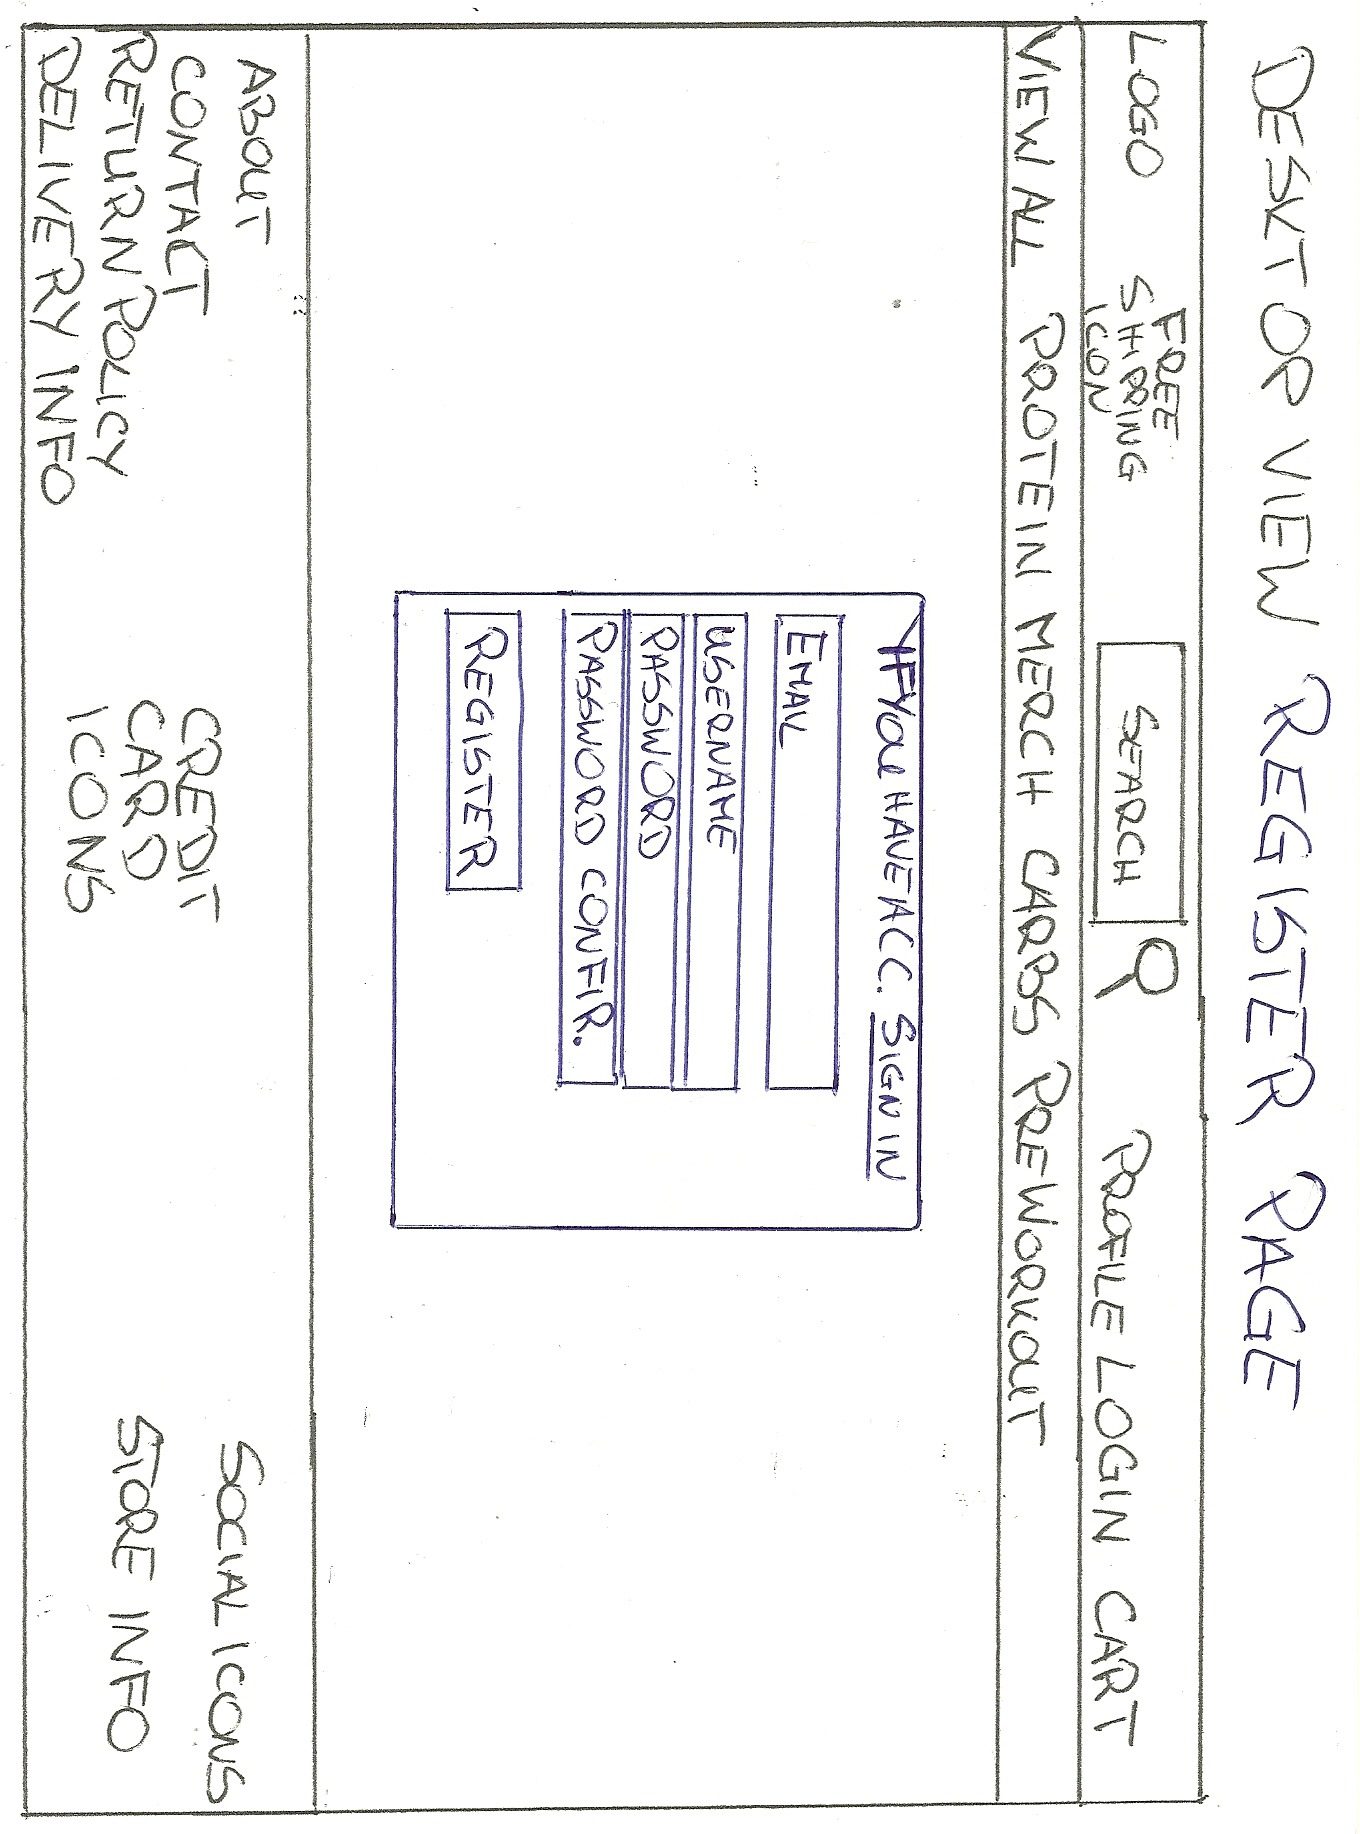 DESKTOP VIEW REGISTER PAGE
LOGO
FREE
SHIPPING
ICON
SEARCH
PROFILE LOGIN CART
VIEW ALL PROTEIN MERCH CARBS PREWORKOUT
IF YOU HAVE ACC. SIGN IN
EMAIL
USERNAME
PASSWORD
PASSWORD CONFIR.
REGISTER
ABOUT
CONTACT
RETURN POLICY
DELIVERY INFO
CREDIT
CARD
ICONS
SOCIAL ICONS
STORE INFO